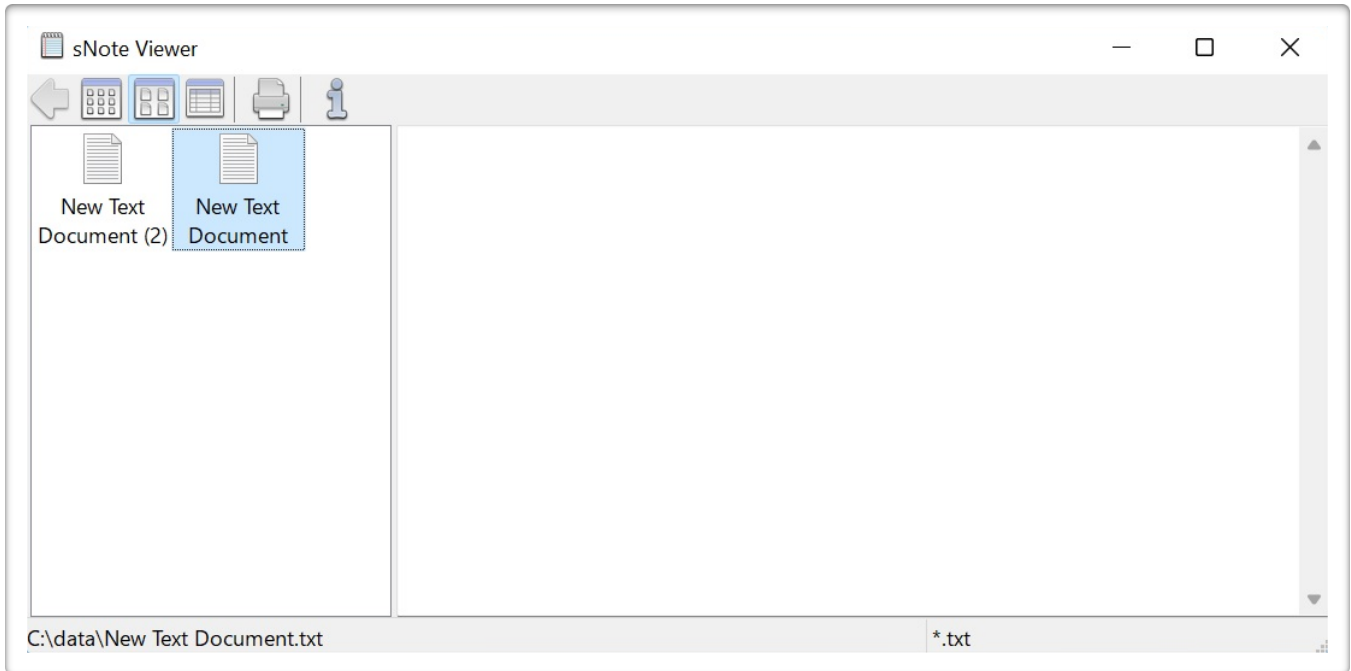 sNote Viewer
New Text
Document (2)
New Text
Document
C:\data\New Text Document.txt
*.txt